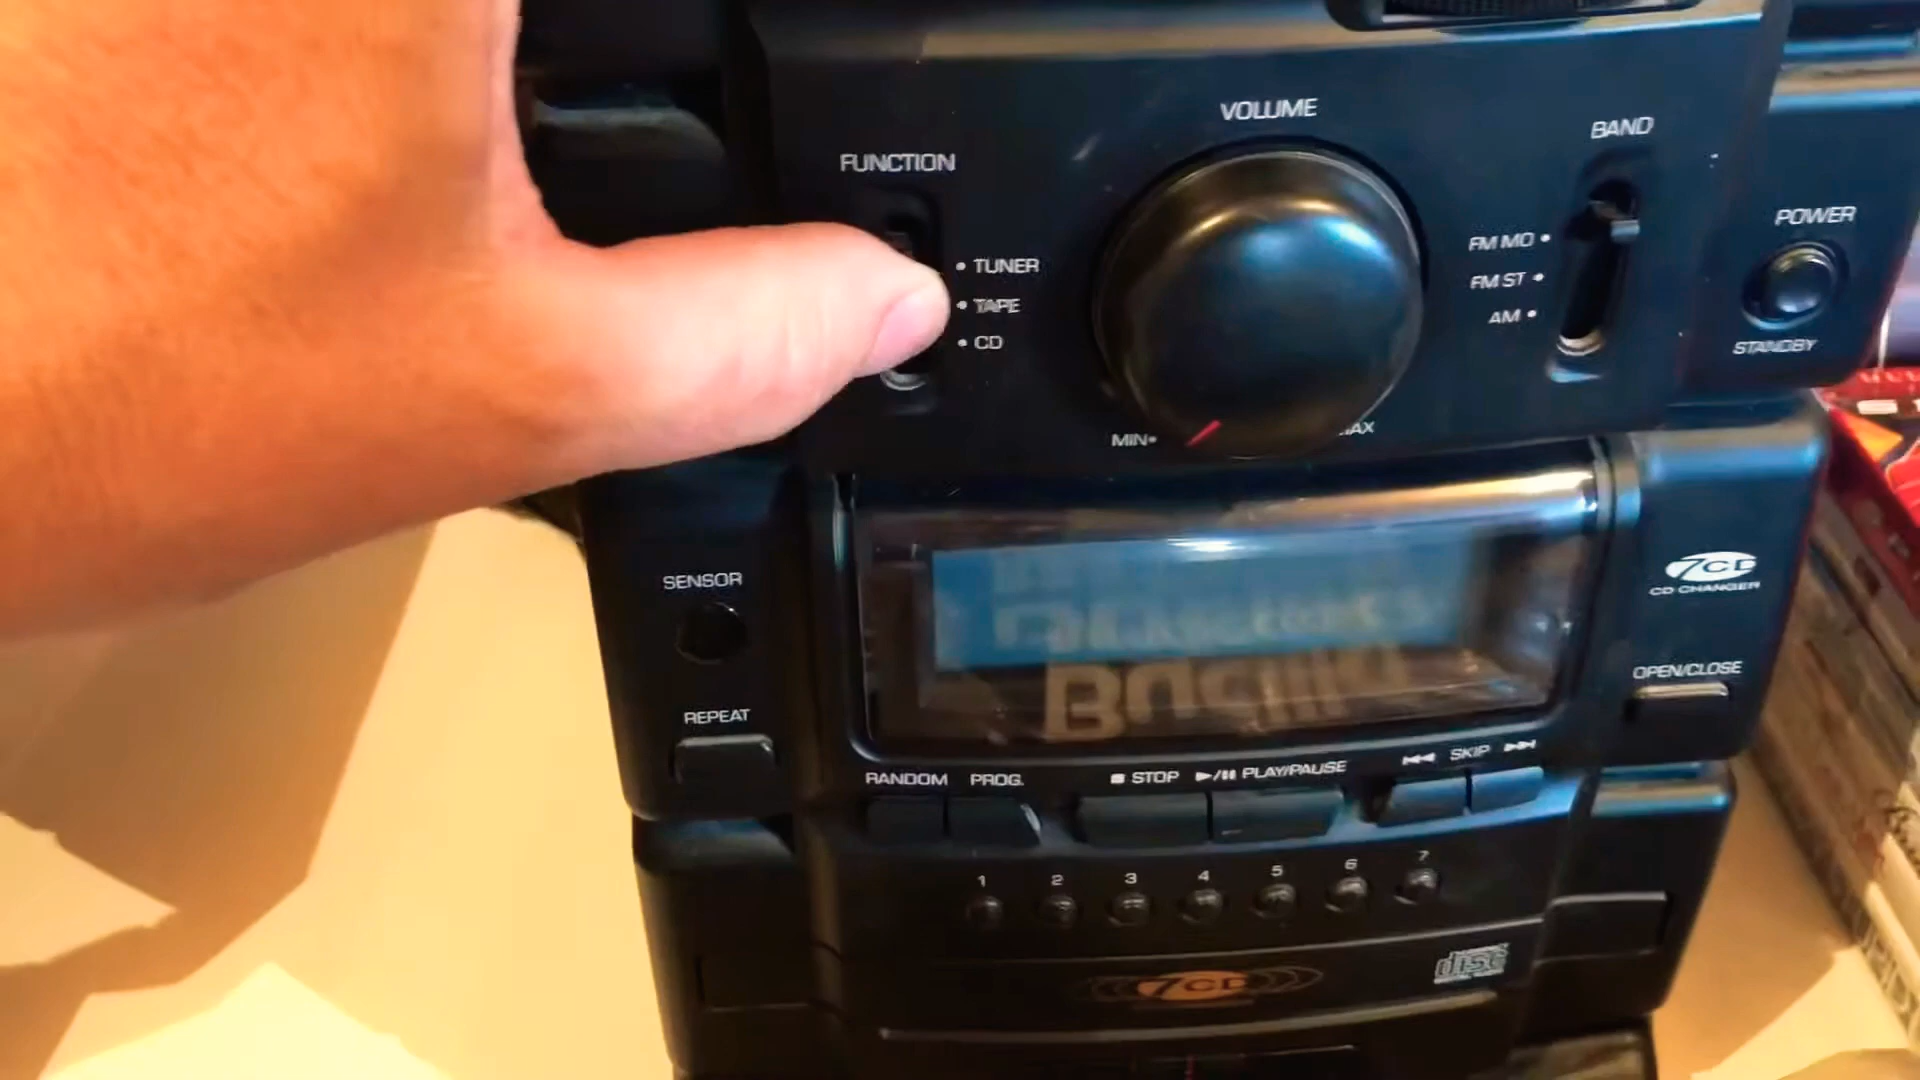 VOLUME
BAND
FUNCTION
POWER
• TUNER
• TAPE
• CD
FM MO •
FM ST •
AM •
STANDBY
MIN•
SENSOR
7CD
CD CHANGER
OPEN/CLOSE
REPEAT
RANDOM PROG.
■ STOP ▶/❚❚ PLAY/PAUSE
⏮ SKIP ⏭
1 2 3 4 5 6 7
7CD
disc